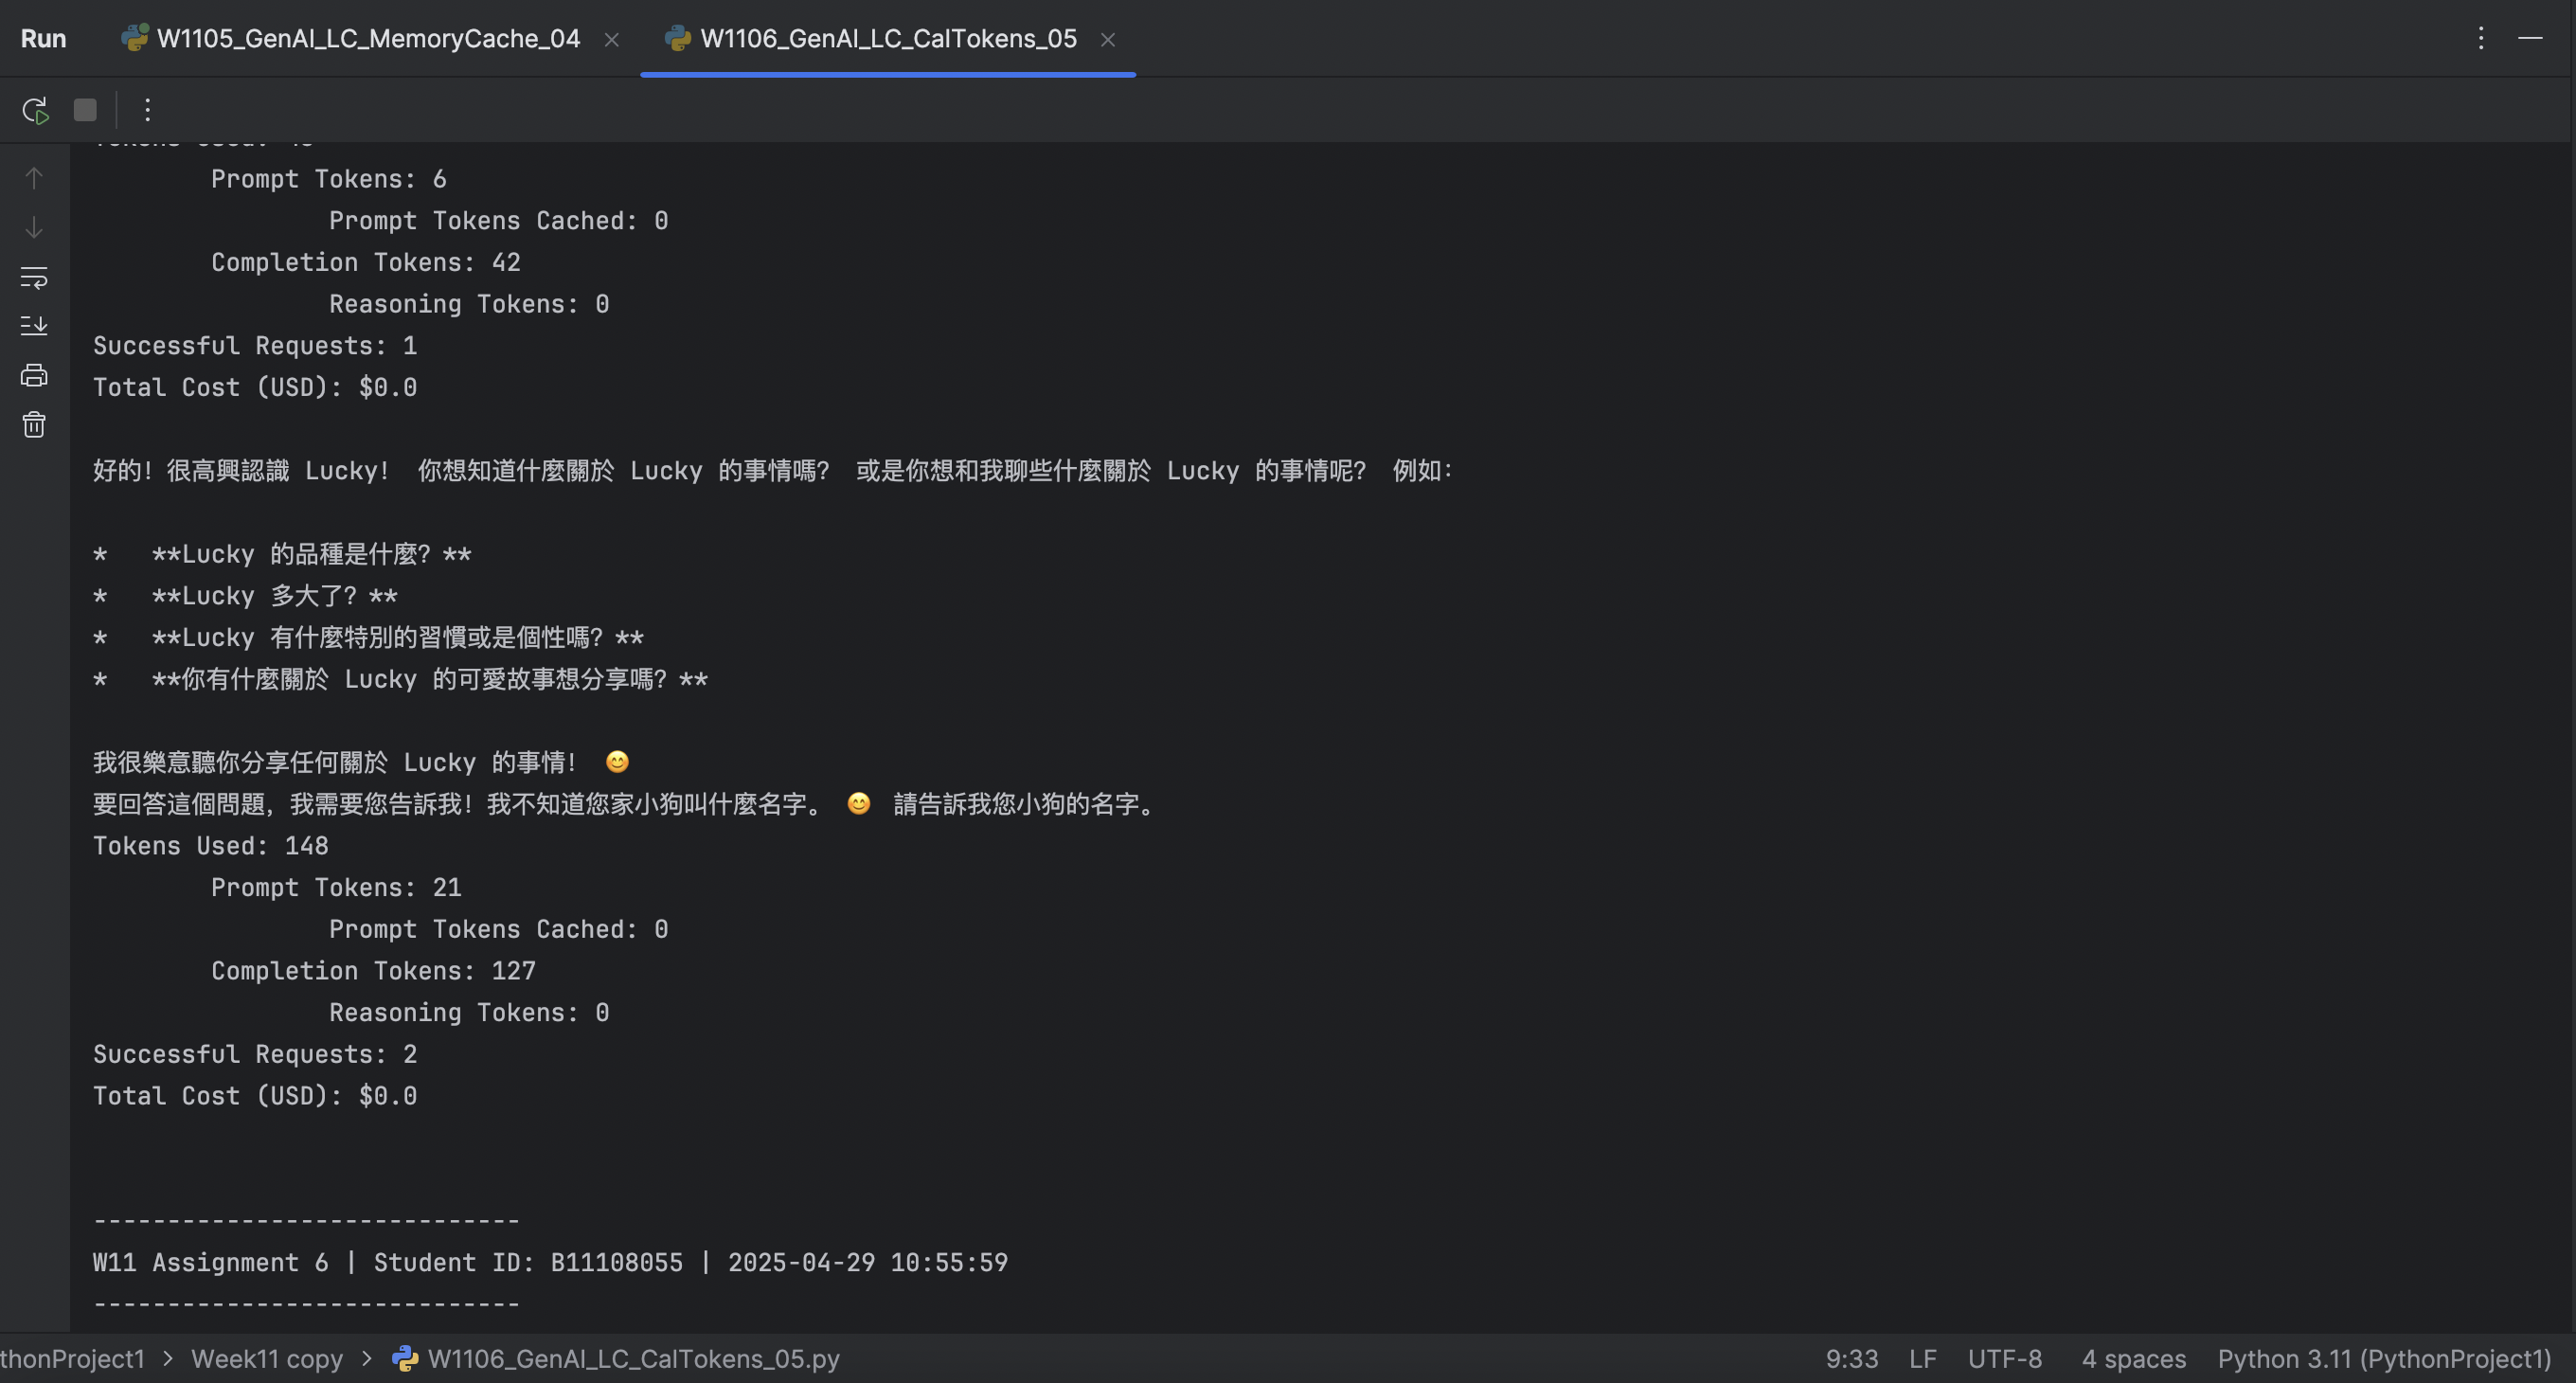 Run W1105_GenAI_LC_MemoryCache_04 W1106_GenAI_LC_CalTokens_05
Prompt Tokens: 6
Prompt Tokens Cached: 0
Completion Tokens: 42
Reasoning Tokens: 0
Successful Requests: 1
Total Cost (USD): $0.0
好的！很高興認識 Lucky！ 你想知道什麼關於 Lucky 的事情嗎？ 或是你想和我聊些什麼關於 Lucky 的事情呢？ 例如：
* **Lucky 的品種是什麼？**
* **Lucky 多大了？**
* **Lucky 有什麼特別的習慣或是個性嗎？**
* **你有什麼關於 Lucky 的可愛故事想分享嗎？**
我很樂意聽你分享任何關於 Lucky 的事情！ 😊
要回答這個問題，我需要您告訴我！我不知道您家小狗叫什麼名字。 😊 請告訴我您小狗的名字。
Tokens Used: 148
Prompt Tokens: 21
Prompt Tokens Cached: 0
Completion Tokens: 127
Reasoning Tokens: 0
Successful Requests: 2
Total Cost (USD): $0.0
-----------------------------
W11 Assignment 6 | Student ID: B11108055 | 2025-04-29 10:55:59
-----------------------------
thonProject1 > Week11 copy > W1106_GenAI_LC_CalTokens_05.py 9:33 LF UTF-8 4 spaces Python 3.11 (PythonProject1)